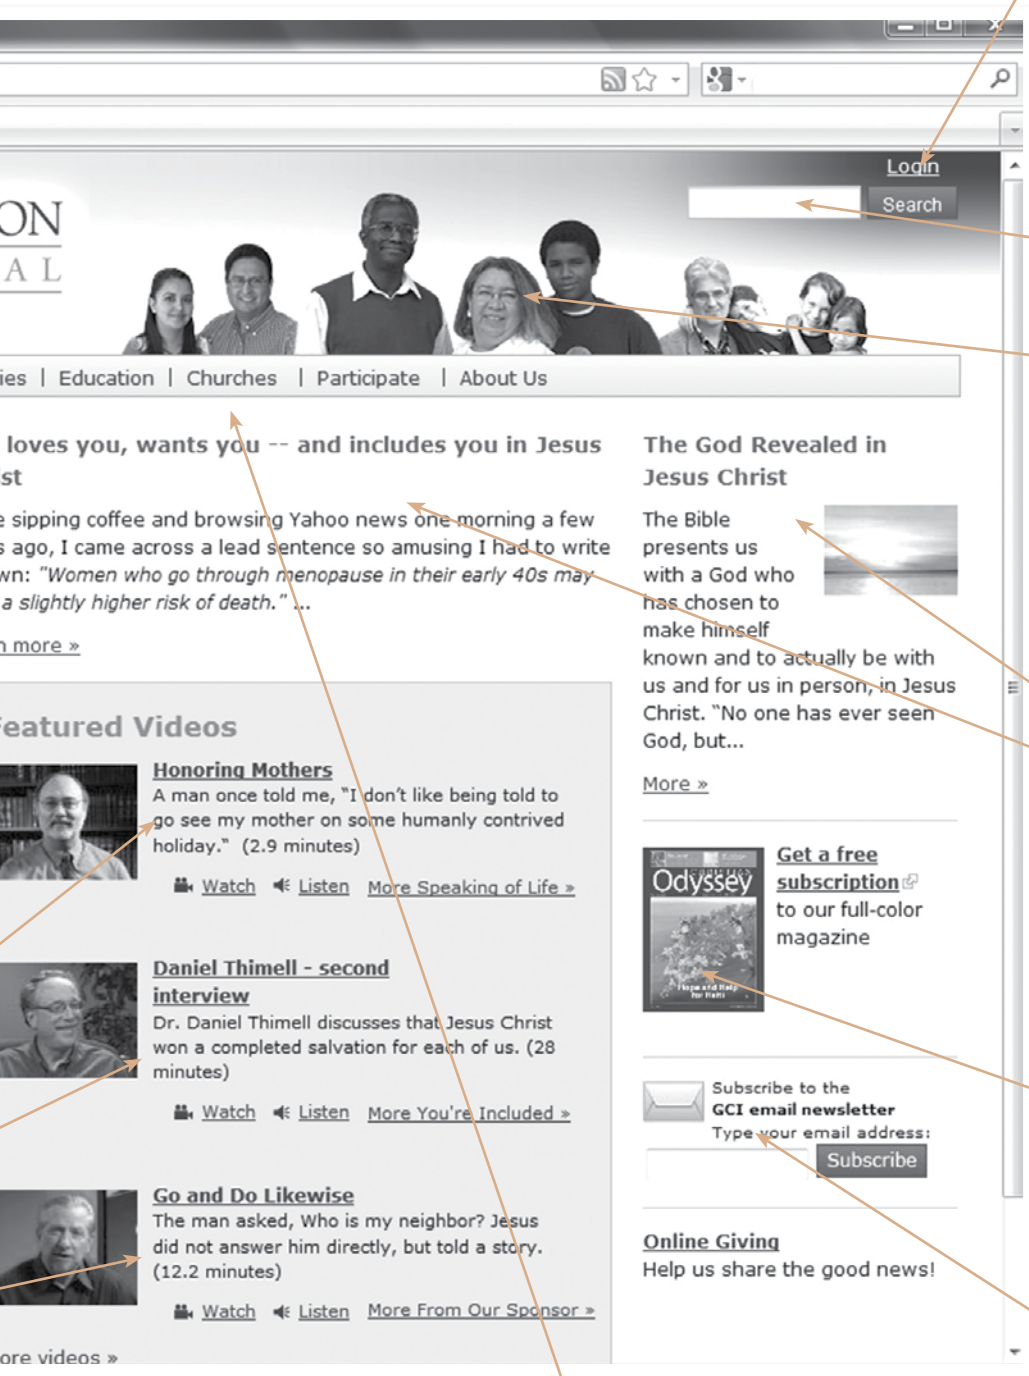 Login
Search
ON
AL
ies | Education | Churches | Participate | About Us
loves you, wants you -- and includes you in Jesus
ist
e sipping coffee and browsing Yahoo news one morning a few
s ago, I came across a lead sentence so amusing I had to write
wn: "Women who go through menopause in their early 40s may
a slightly higher risk of death." ...
n more »
Featured Videos
Honoring Mothers
A man once told me, “I don’t like being told to
go see my mother on some humanly contrived
holiday.“ (2.9 minutes)
Watch Listen More Speaking of Life »
Daniel Thimell - second
interview
Dr. Daniel Thimell discusses that Jesus Christ
won a completed salvation for each of us. (28
minutes)
Watch Listen More You're Included »
Go and Do Likewise
The man asked, Who is my neighbor? Jesus
did not answer him directly, but told a story.
(12.2 minutes)
Watch Listen More From Our Sponsor »
ore videos »
The God Revealed in
Jesus Christ
The Bible
presents us
with a God who
has chosen to
make himself
known and to actually be with
us and for us in person, in Jesus
Christ. “No one has ever seen
God, but...
More »
Odyssey
Hope and Help
For Haiti
Get a free
subscription
to our full-color
magazine
Subscribe to the
GCI email newsletter
Type your email address:
Subscribe
Online Giving
Help us share the good news!